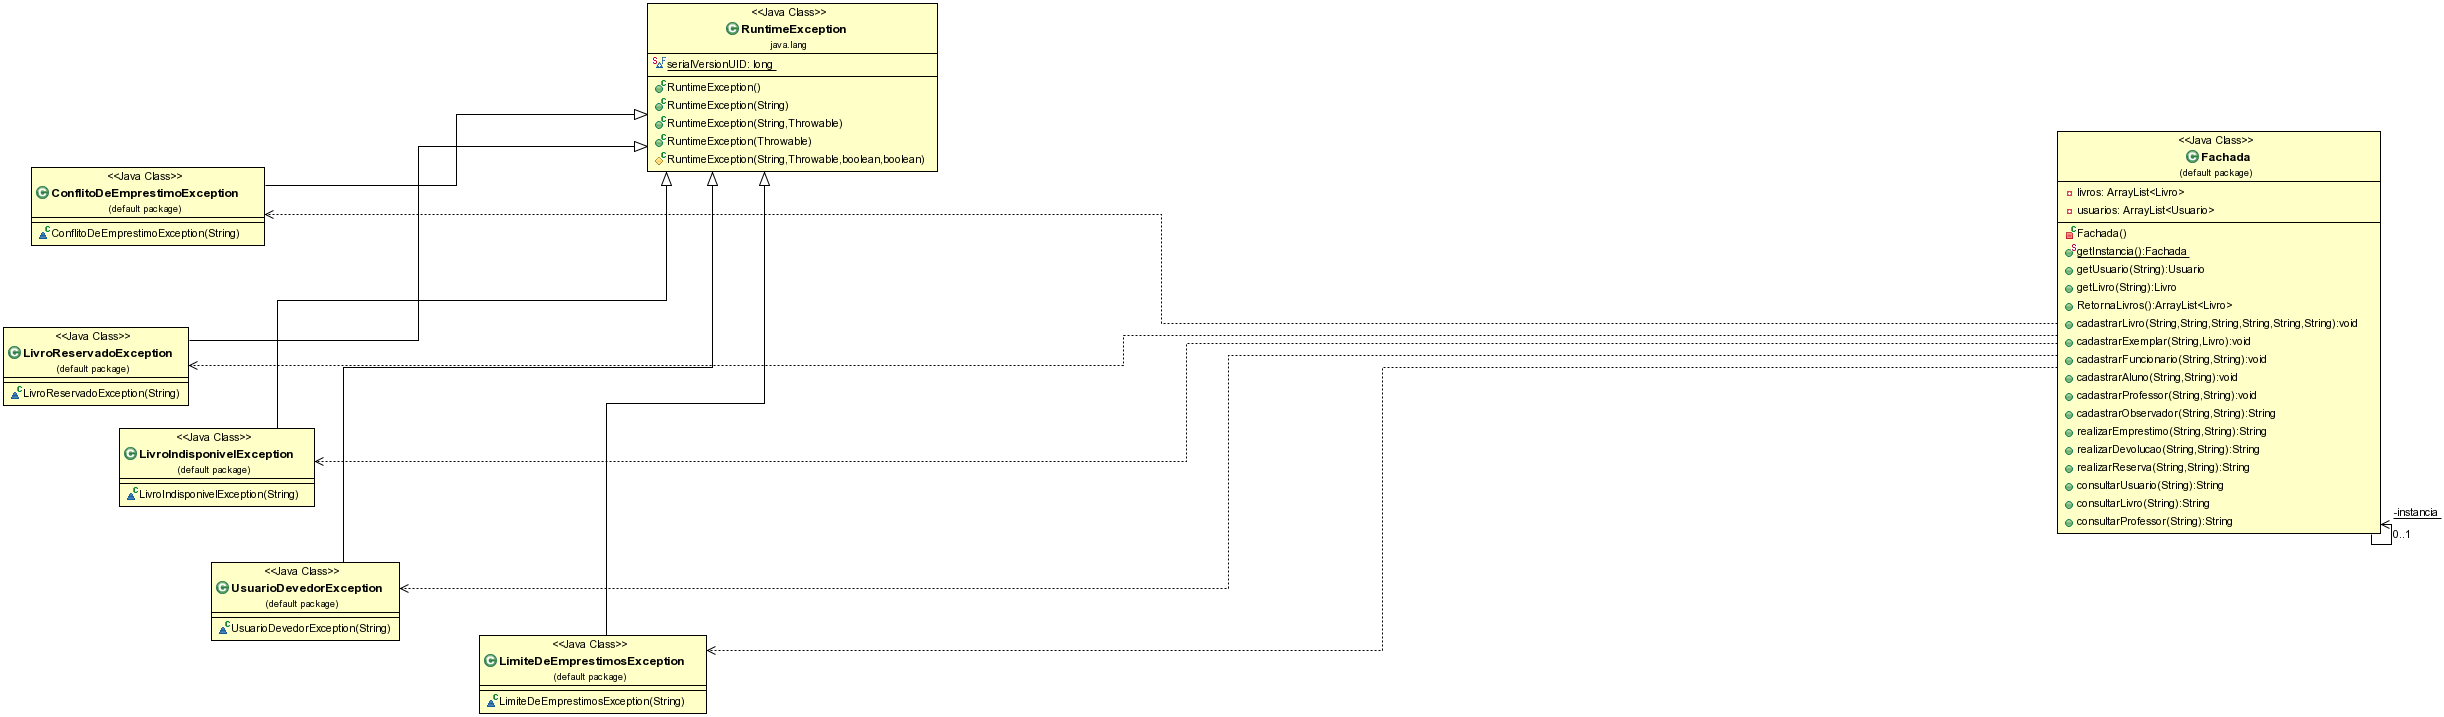 <<Java Class>>
RuntimeException
java.lang
serialVersionUID: long
RuntimeException()
RuntimeException(String)
RuntimeException(String,Throwable)
RuntimeException(Throwable)
RuntimeException(String,Throwable,boolean,boolean)
<<Java Class>>
ConflitoDeEmprestimoException
(default package)
ConflitoDeEmprestimoException(String)
<<Java Class>>
LivroReservadoException
(default package)
LivroReservadoException(String)
<<Java Class>>
LivroIndisponivelException
(default package)
LivroIndisponivelException(String)
<<Java Class>>
UsuarioDevedorException
(default package)
UsuarioDevedorException(String)
<<Java Class>>
LimiteDeEmprestimosException
(default package)
LimiteDeEmprestimosException(String)
<<Java Class>>
Fachada
(default package)
livros: ArrayList<Livro>
usuarios: ArrayList<Usuario>
Fachada()
getInstancia():Fachada
getUsuario(String):Usuario
getLivro(String):Livro
RetornaLivros():ArrayList<Livro>
cadastrarLivro(String,String,String,String,String,String):void
cadastrarExemplar(String,Livro):void
cadastrarFuncionario(String,String):void
cadastrarAluno(String,String):void
cadastrarProfessor(String,String):void
cadastrarObservador(String,String):String
realizarEmprestimo(String,String):String
realizarDevolucao(String,String):String
realizarReserva(String,String):String
consultarUsuario(String):String
consultarLivro(String):String
consultarProfessor(String):String
-instancia
0..1